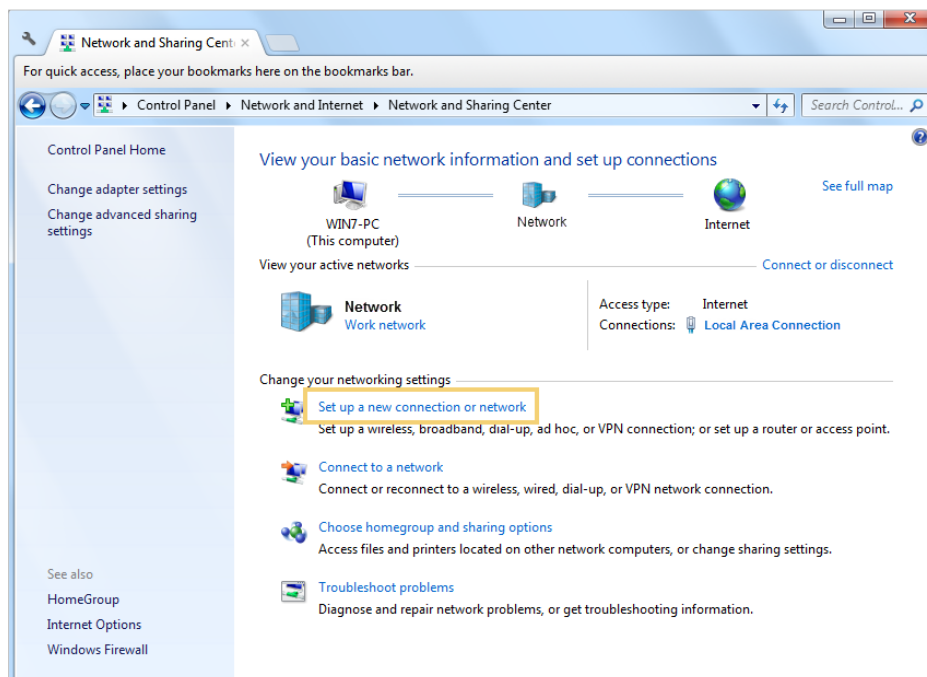 Network and Sharing Cent
For quick access, place your bookmarks here on the bookmarks bar.
Control Panel Network and Internet Network and Sharing Center
Search Control...
Control Panel Home
Change adapter settings
Change advanced sharing
settings
View your basic network information and set up connections
See full map
WIN7-PC
(This computer)
Network
Internet
View your active networks
Connect or disconnect
Network
Work network
Access type: Internet
Connections: Local Area Connection
Change your networking settings
Set up a new connection or network
Set up a wireless, broadband, dial-up, ad hoc, or VPN connection; or set up a router or access point.
Connect to a network
Connect or reconnect to a wireless, wired, dial-up, or VPN network connection.
Choose homegroup and sharing options
Access files and printers located on other network computers, or change sharing settings.
Troubleshoot problems
Diagnose and repair network problems, or get troubleshooting information.
See also
HomeGroup
Internet Options
Windows Firewall